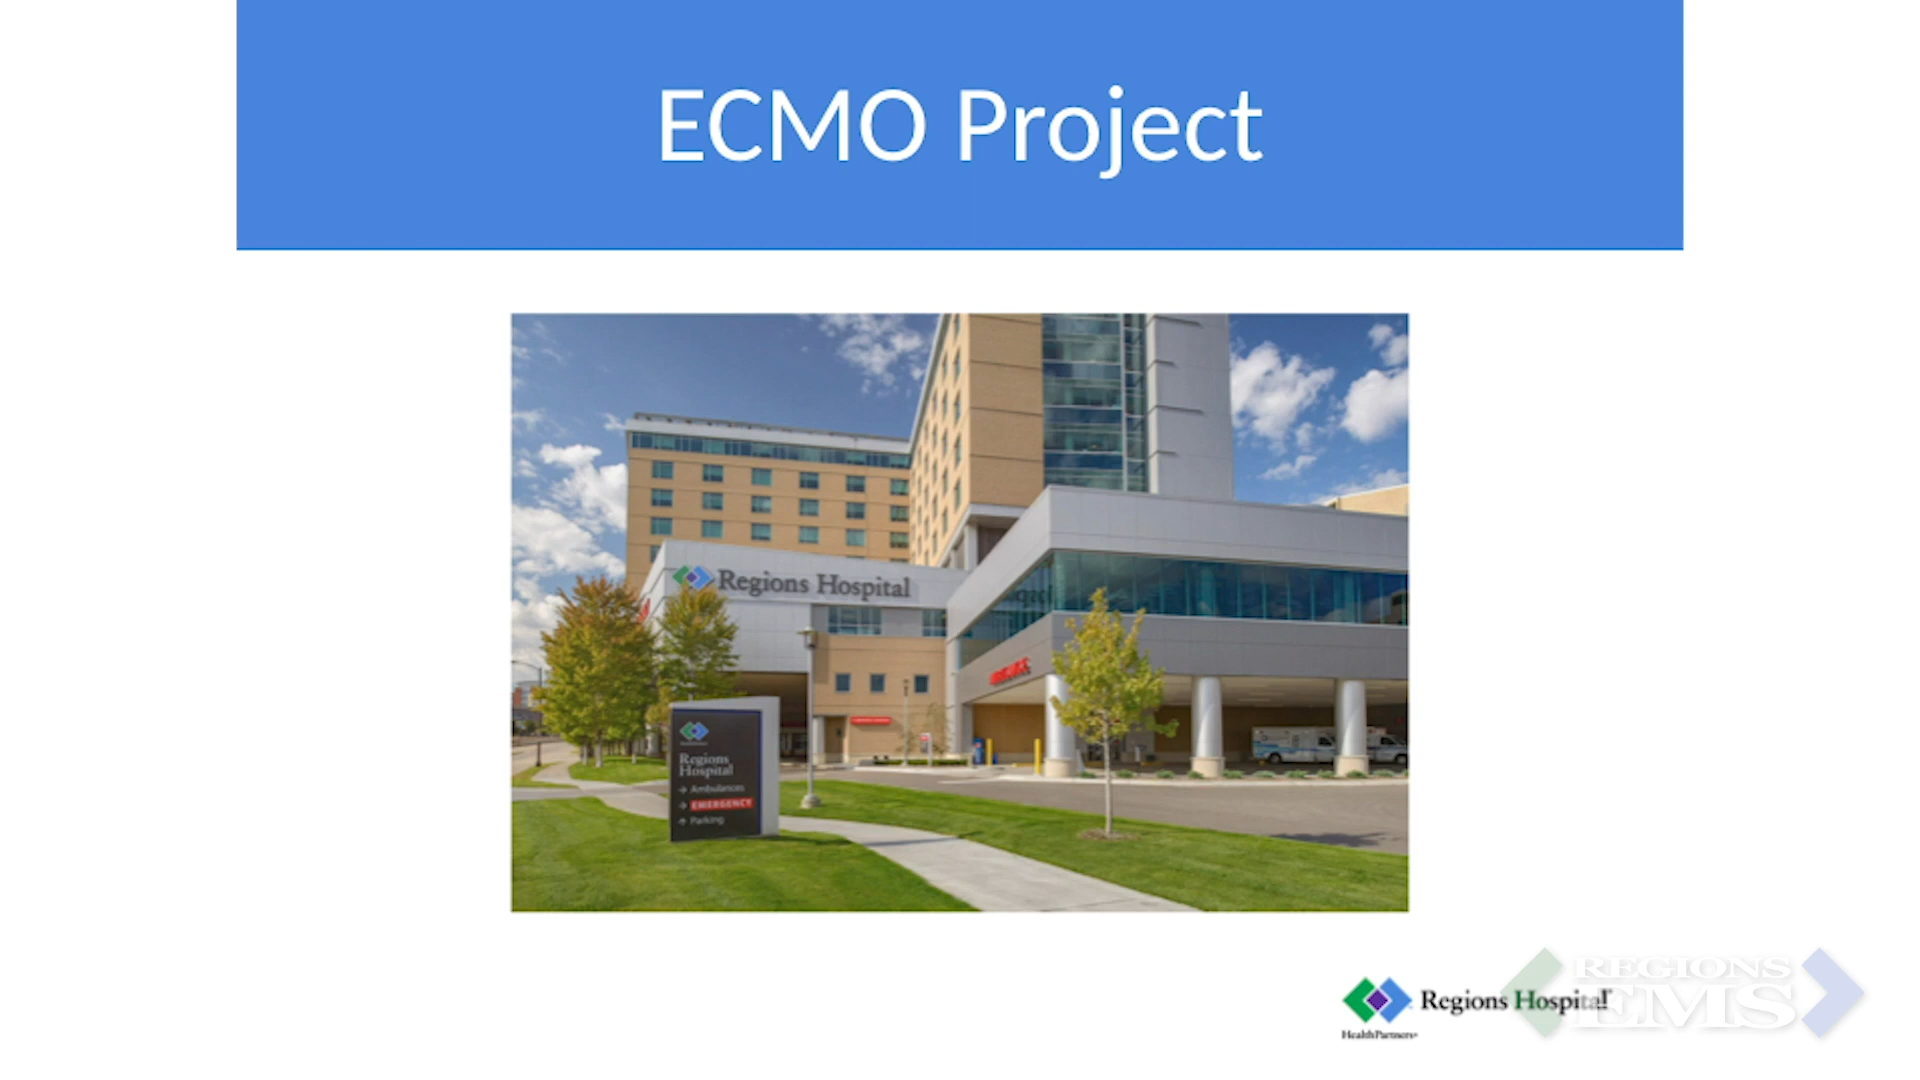 ECMO Project
Regions Hospital
Regions
Hospital
→ Ambulances
→ EMERGENCY
↑ Parking
Regions Hospital
HealthPartners
REGIONS
EMS